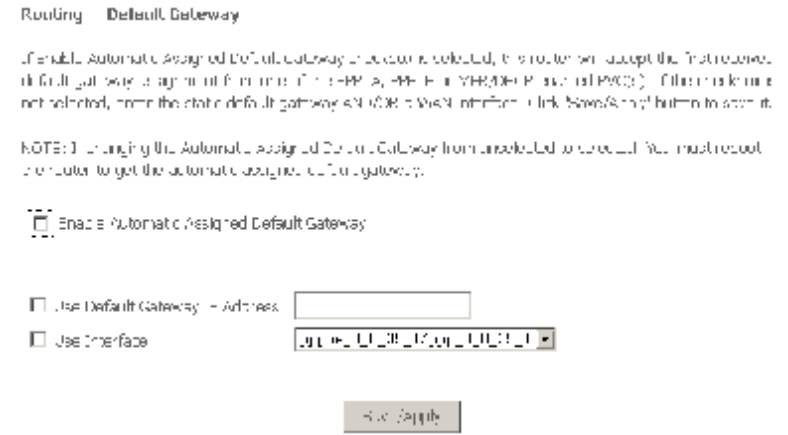 Routing Default Gateway
If Enable Automatic Assigned Default Gateway checkbox is selected, this router will accept the first received
default gateway assignment from one of the PPPoA, PPPoE or MER/DHCP enabled PVC(s). If the checkbox is
not selected, enter the static default gateway AND/OR a WAN interface. Click 'Save/Apply' button to save it.
NOTE: If changing the Automatic Assigned Default Gateway from unselected to selected, You must reboot
the router to get the automatic assigned default gateway.
Enable Automatic Assigned Default Gateway
Use Default Gateway IP Address
Use Interface
Save/Apply